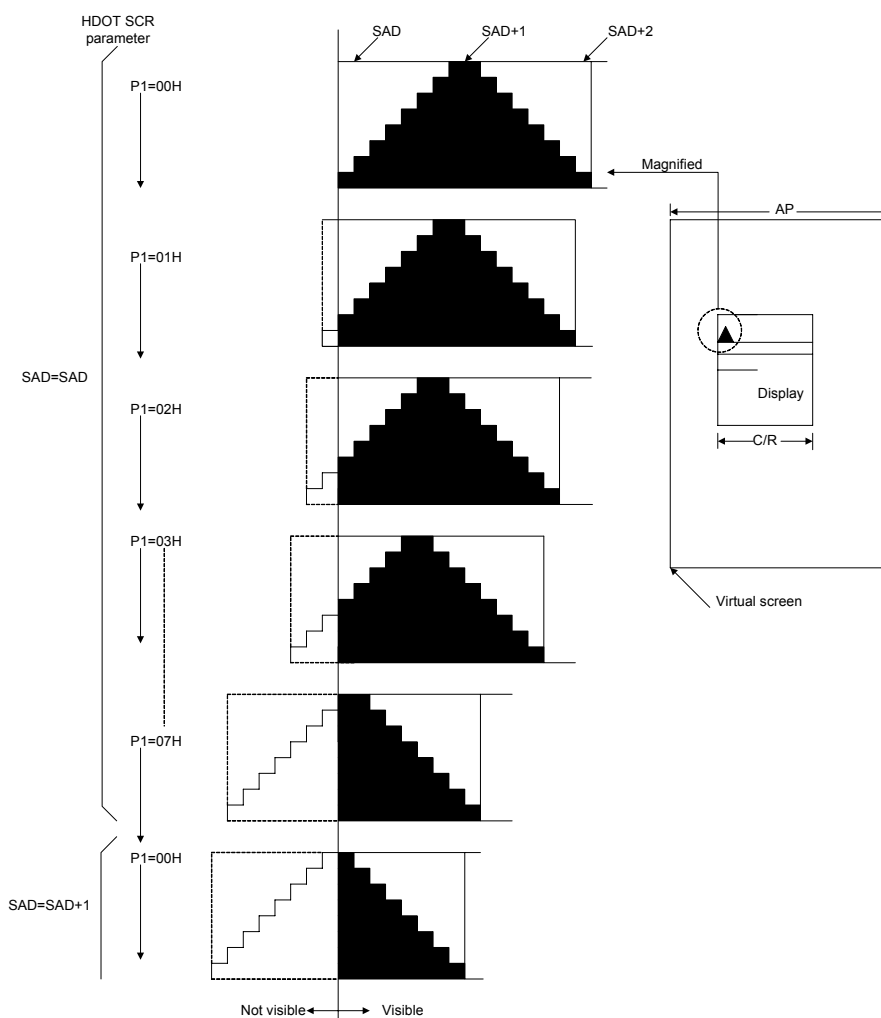 HDOT SCR
parameter
SAD
SAD+1
SAD+2
P1=00H
Magnified
AP
P1=01H
SAD=SAD
Display
P1=02H
C/R
P1=03H
Virtual screen
P1=07H
P1=00H
SAD=SAD+1
Not visible
Visible